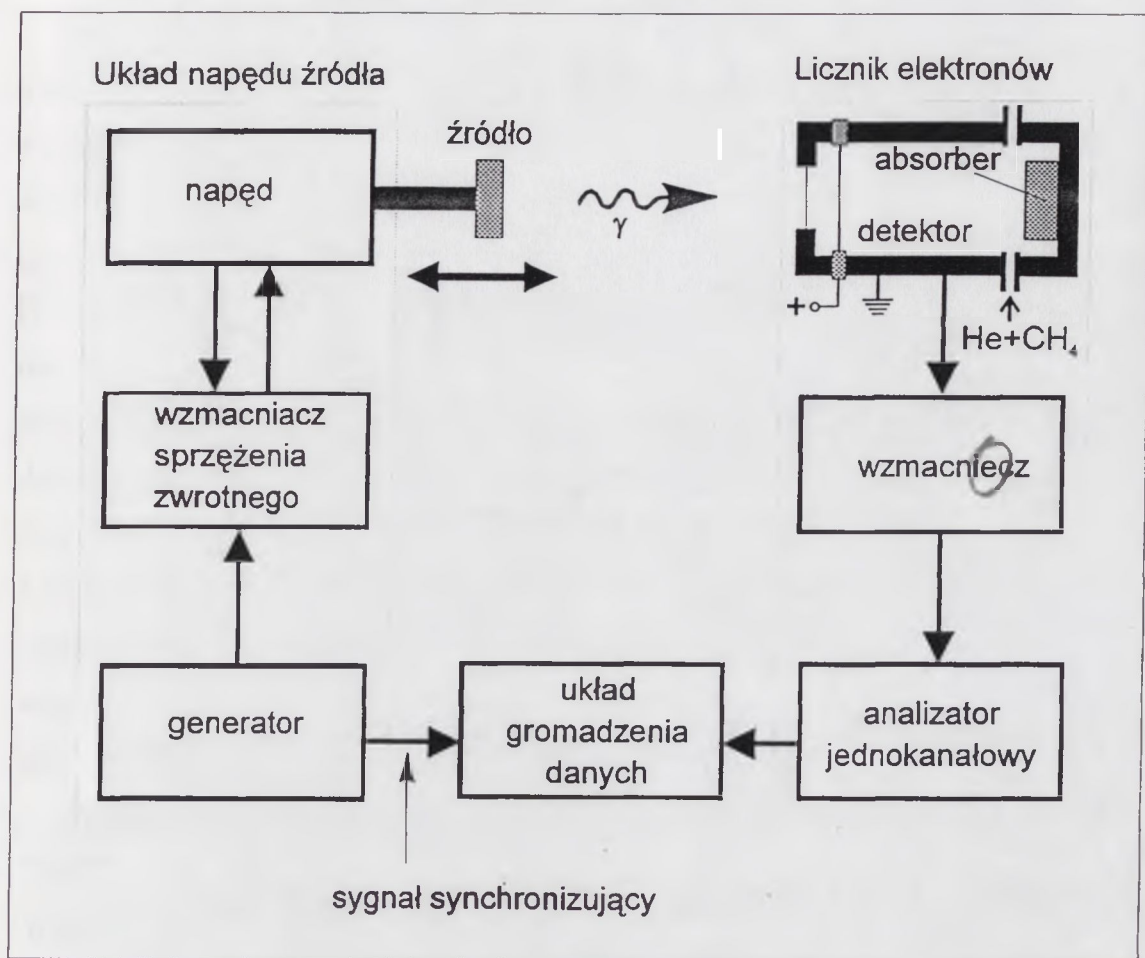 Układ napędu źródła
Licznik elektronów
napęd
źródło
γ
absorber
detektor
+
He+CH₄
wzmacniacz
sprzężenia
zwrotnego
wzmacniecz
generator
układ
gromadzenia
danych
analizator
jednokanałowy
sygnał synchronizujący